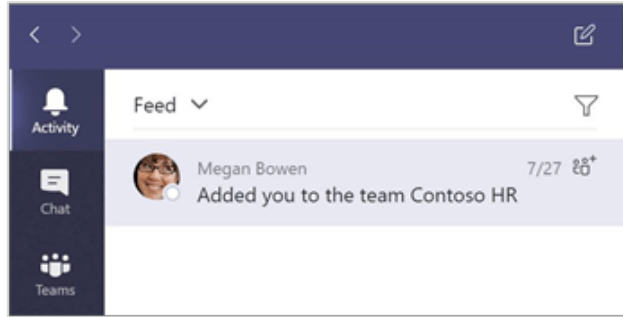 Activity
Feed
Megan Bowen 7/27
Added you to the team Contoso HR
Chat
Teams